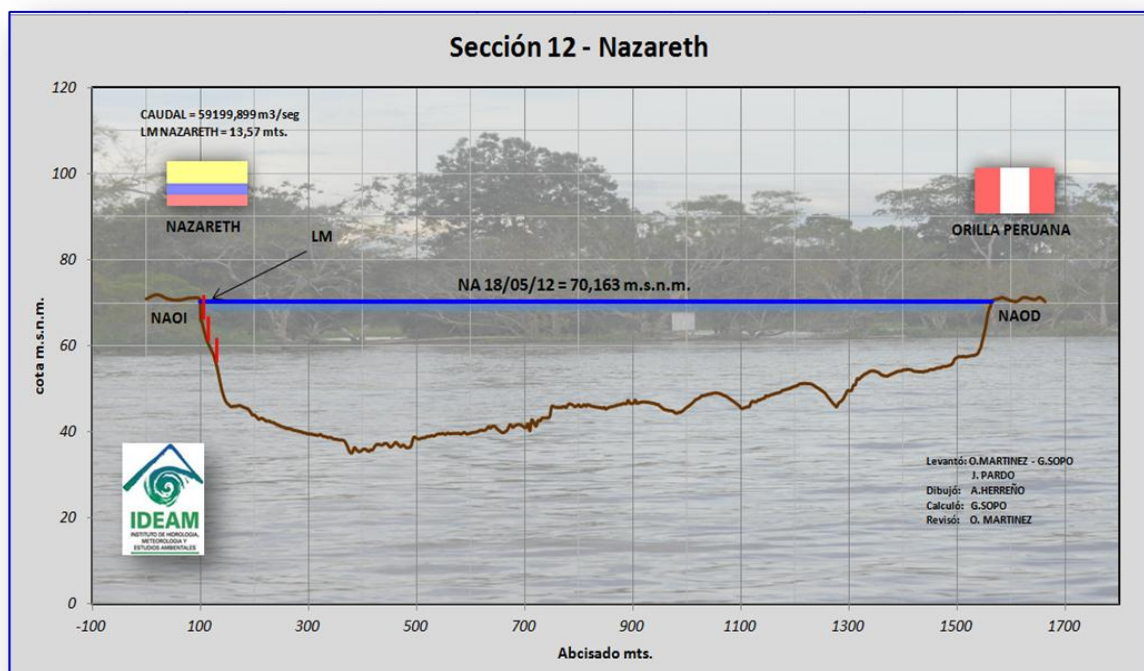 Sección 12 - Nazareth
120
CAUDAL = 59199,899 m3/seg
LM NAZARETH = 13,57 mts.
100
NAZARETH
ORILLA PERUANA
LM
80
NA 18/05/12 = 70,163 m.s.n.m.
NAOI
NAOD
60
cota m.s.n.m.
40
Levantó: O.MARTINEZ - G.SOPO
J. PARDO
Dibujó: A.HERREÑO
Calculó: G.SOPO
Revisó: O. MARTINEZ
IDEAM
INSTITUTO DE HIDROLOGIA,
METEOROLOGIA Y
ESTUDIOS AMBIENTALES
20
0
-100 100 300 500 700 900 1100 1300 1500 1700
Abcisado mts.